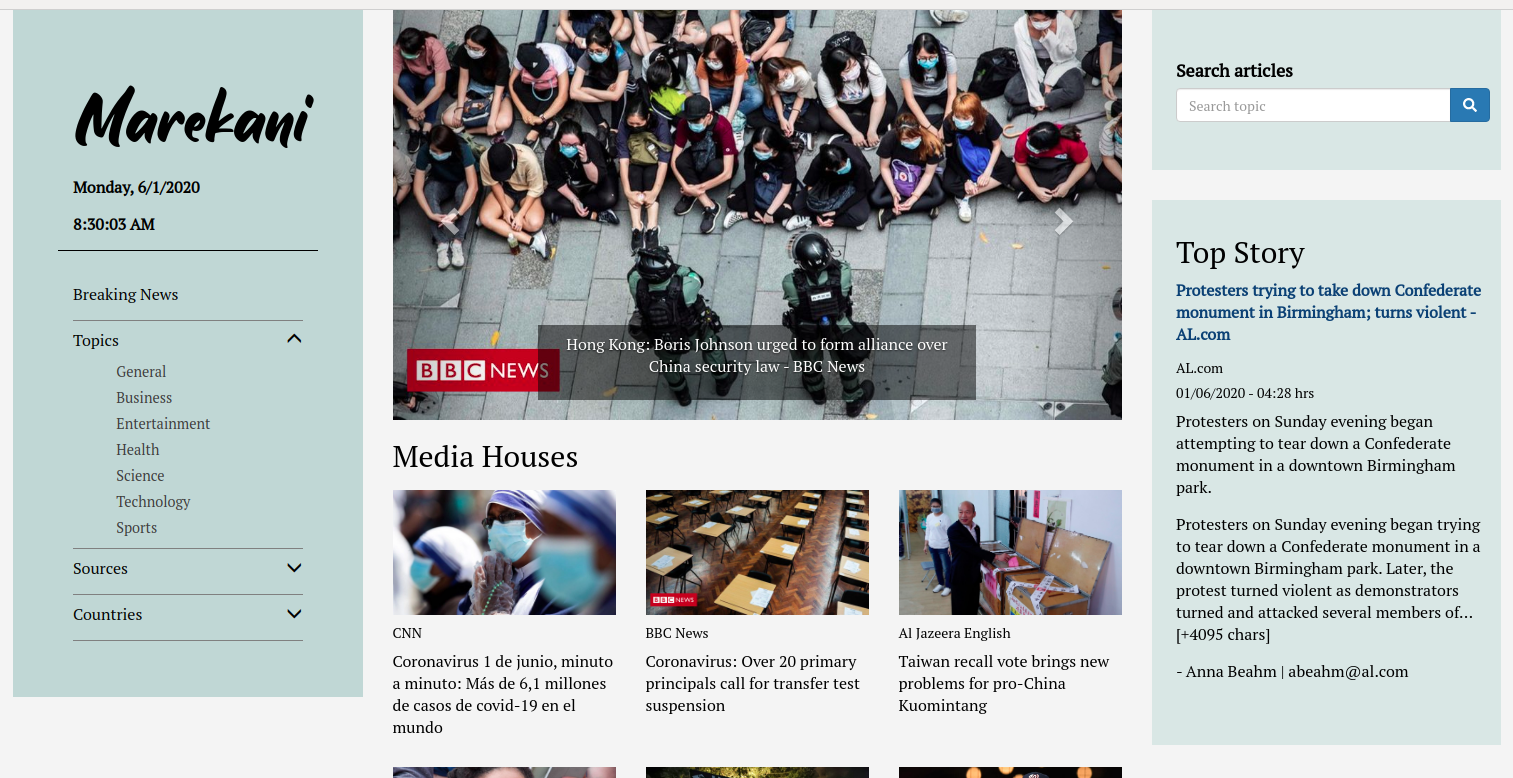 Marekani
Monday, 6/1/2020
8:30:03 AM
Breaking News
Topics
General
Business
Entertainment
Health
Science
Technology
Sports
Sources
Countries
BBC NEWS
Hong Kong: Boris Johnson urged to form alliance over
China security law - BBC News
Media Houses
CNN
Coronavirus 1 de junio, minuto
a minuto: Más de 6,1 millones
de casos de covid-19 en el
mundo
BBC NEWS
BBC News
Coronavirus: Over 20 primary
principals call for transfer test
suspension
Al Jazeera English
Taiwan recall vote brings new
problems for pro-China
Kuomintang
Search articles
Search topic
Top Story
Protesters trying to take down Confederate
monument in Birmingham; turns violent -
AL.com
AL.com
01/06/2020 - 04:28 hrs
Protesters on Sunday evening began
attempting to tear down a Confederate
monument in a downtown Birmingham
park.
Protesters on Sunday evening began trying
to tear down a Confederate monument in a
downtown Birmingham park. Later, the
protest turned violent as demonstrators
turned and attacked several members of…
[+4095 chars]
- Anna Beahm | abeahm@al.com